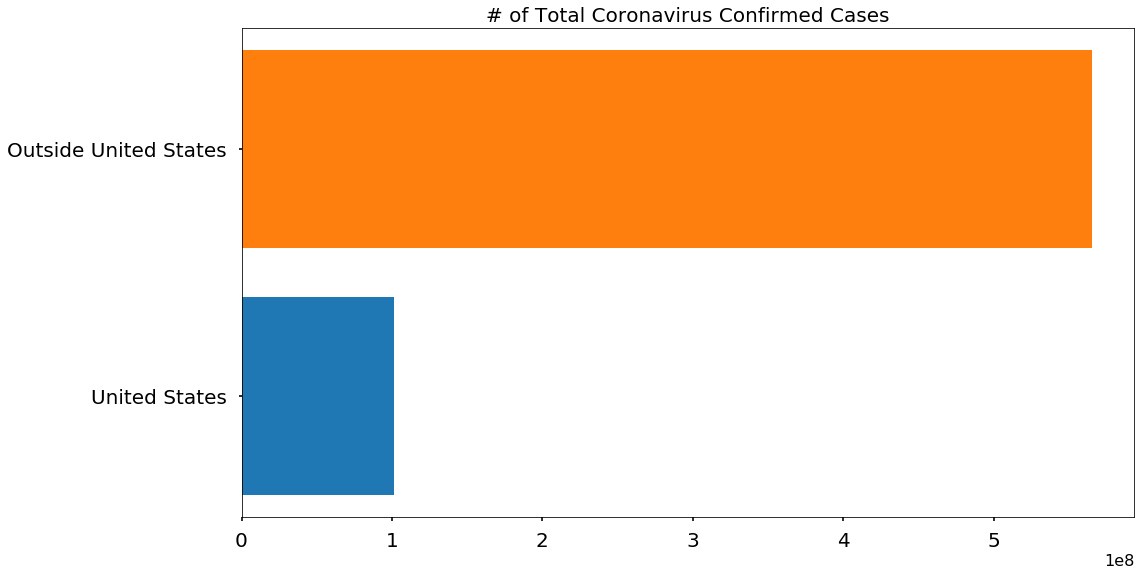 # of Total Coronavirus Confirmed Cases
Outside United States
United States
0 1 2 3 4 5
1e8